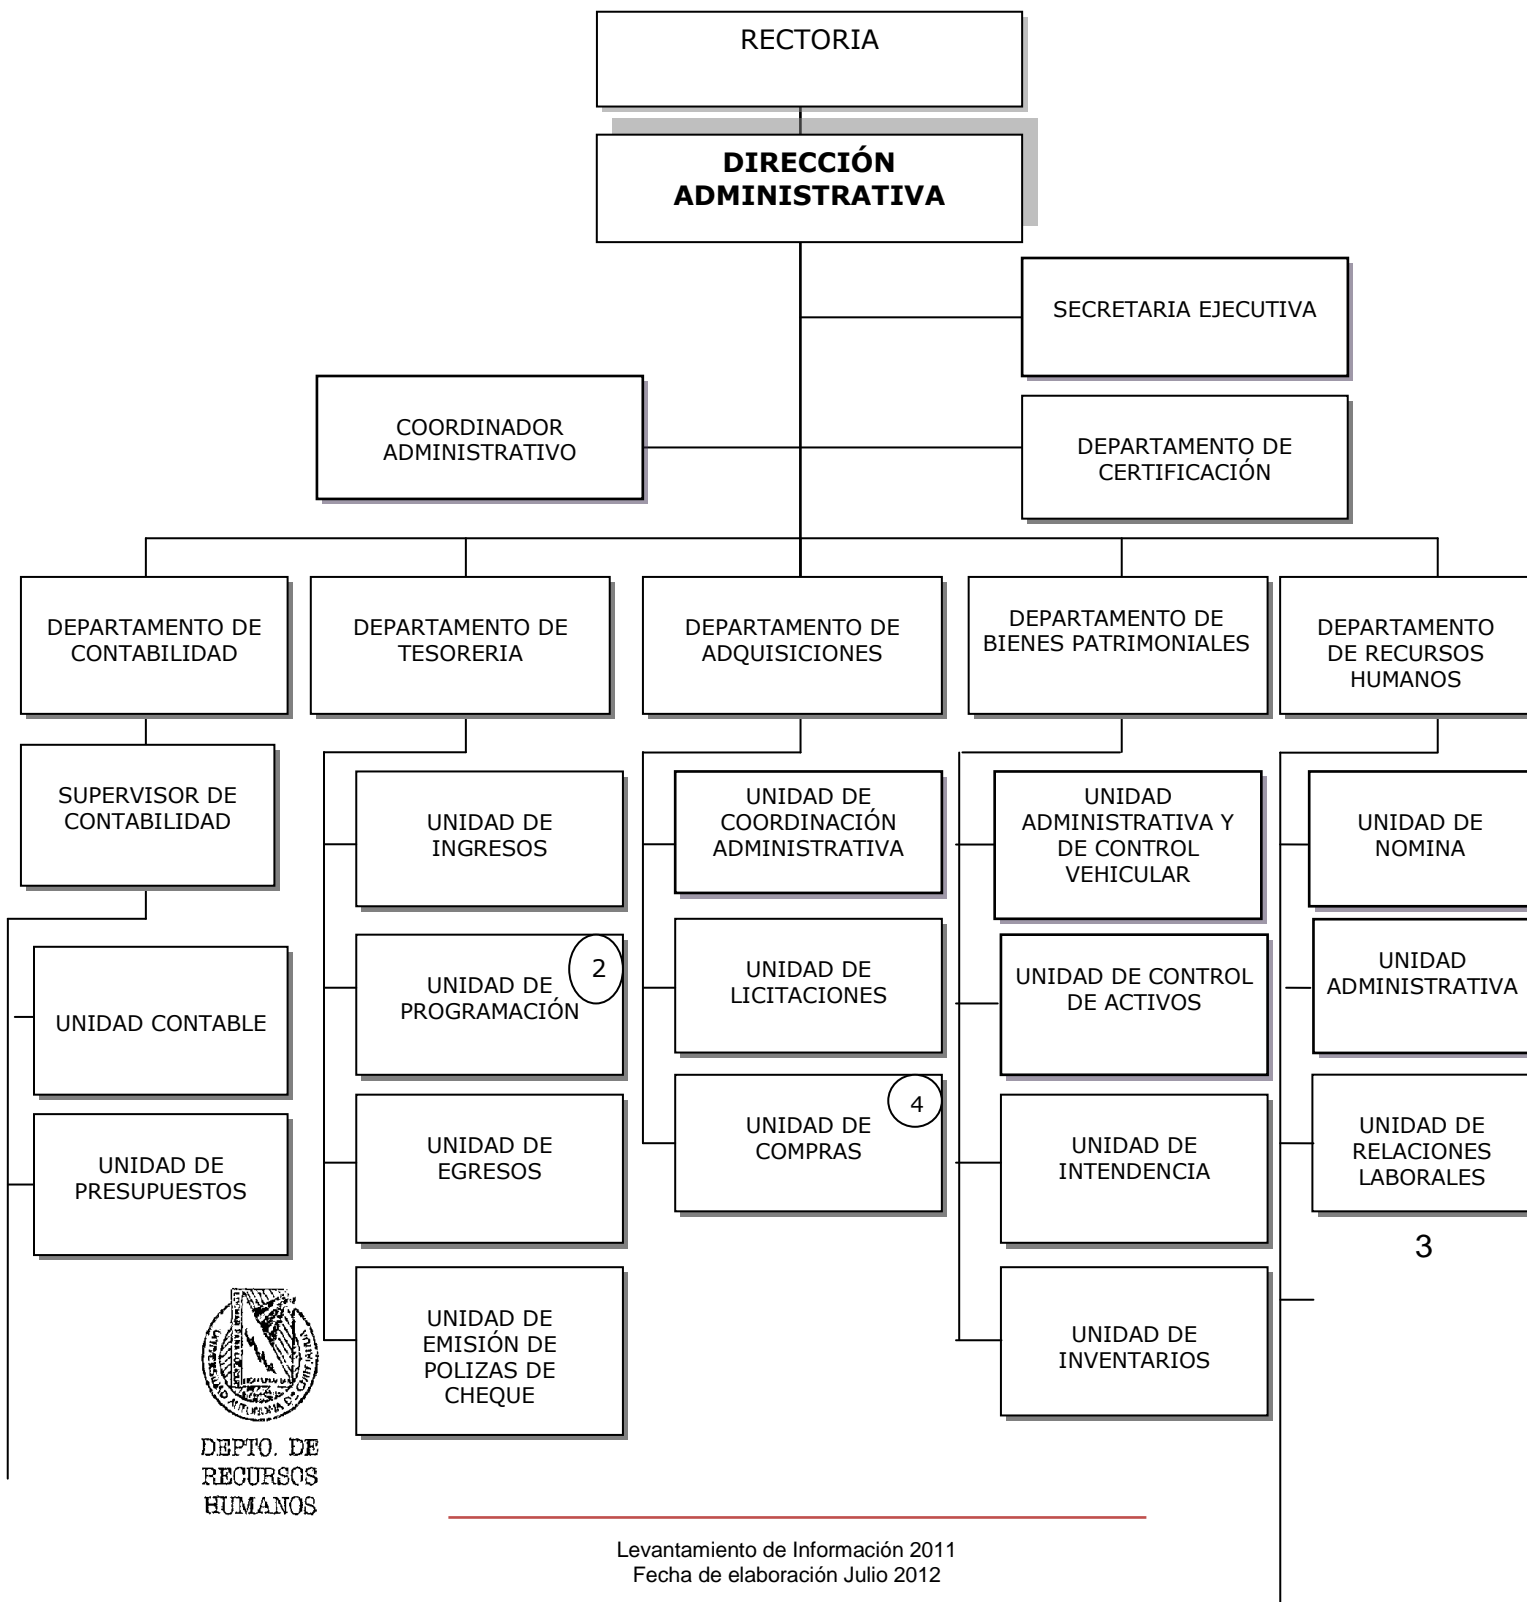 RECTORIA
DIRECCIÓN
ADMINISTRATIVA
SECRETARIA EJECUTIVA
COORDINADOR
ADMINISTRATIVO
DEPARTAMENTO DE
CERTIFICACIÓN
DEPARTAMENTO DE
CONTABILIDAD
DEPARTAMENTO DE
TESORERIA
DEPARTAMENTO DE
ADQUISICIONES
DEPARTAMENTO DE
BIENES PATRIMONIALES
DEPARTAMENTO
DE RECURSOS
HUMANOS
SUPERVISOR DE
CONTABILIDAD
UNIDAD CONTABLE
UNIDAD DE
PRESUPUESTOS
UNIDAD DE
INGRESOS
UNIDAD DE
PROGRAMACIÓN
2
UNIDAD DE
EGRESOS
UNIDAD DE
EMISIÓN DE
POLIZAS DE
CHEQUE
UNIDAD DE
COORDINACIÓN
ADMINISTRATIVA
UNIDAD DE
LICITACIONES
UNIDAD DE
COMPRAS
4
UNIDAD
ADMINISTRATIVA Y
DE CONTROL
VEHICULAR
UNIDAD DE CONTROL
DE ACTIVOS
UNIDAD DE
INTENDENCIA
UNIDAD DE
INVENTARIOS
UNIDAD DE
NOMINA
UNIDAD
ADMINISTRATIVA
UNIDAD DE
RELACIONES
LABORALES
3
UNIVERSIDAD AUTONOMA DE CHIHUAHUA
DEPTO. DE
RECURSOS
HUMANOS
Levantamiento de Información 2011
Fecha de elaboración Julio 2012